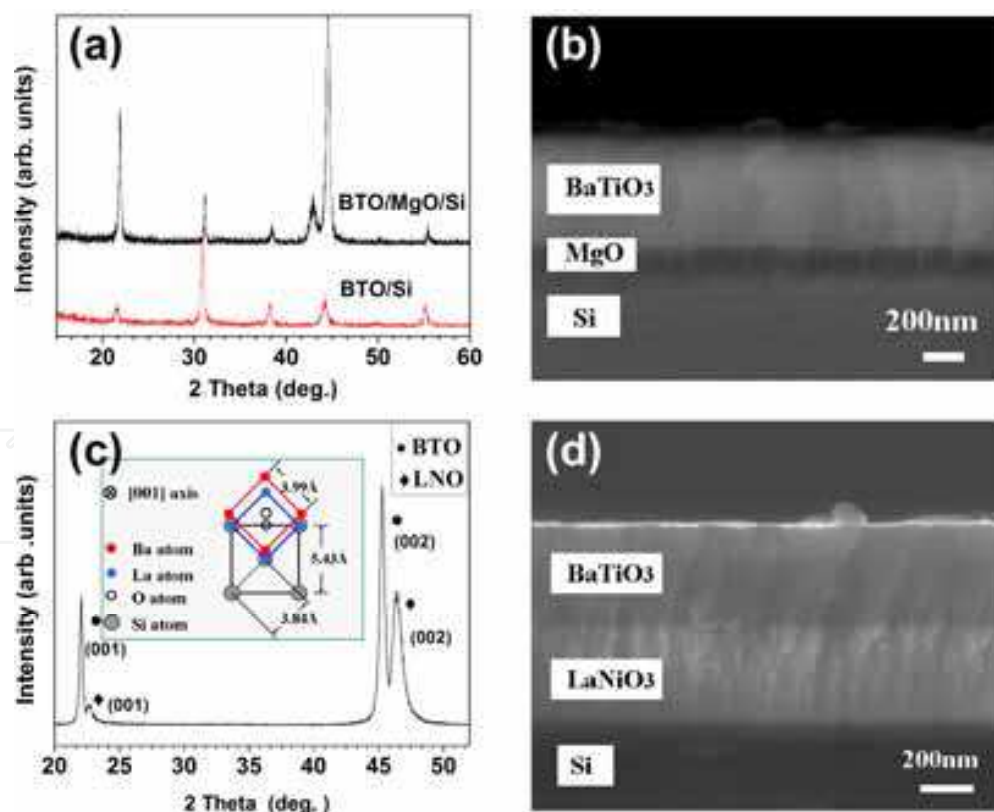 (a)
Intensity (arb. units)
BTO/MgO/Si
BTO/Si
20 30 40 50 60
2 Theta (deg.)
(b)
BaTiO3
MgO
Si
200nm
(c)
Intensity (arb .units)
• BTO
♦ LNO
[001] axis
Ba atom
La atom
O atom
Si atom
3.99Å
5.43Å
3.84Å
(001)
(001)
(002)
(002)
20 25 30 35 40 45 50
2 Theta (deg. )
(d)
BaTiO3
LaNiO3
Si
200nm